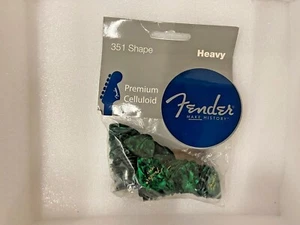 351 Shape
Heavy
Premium
Celluloid
Fender
MAKE HISTORY